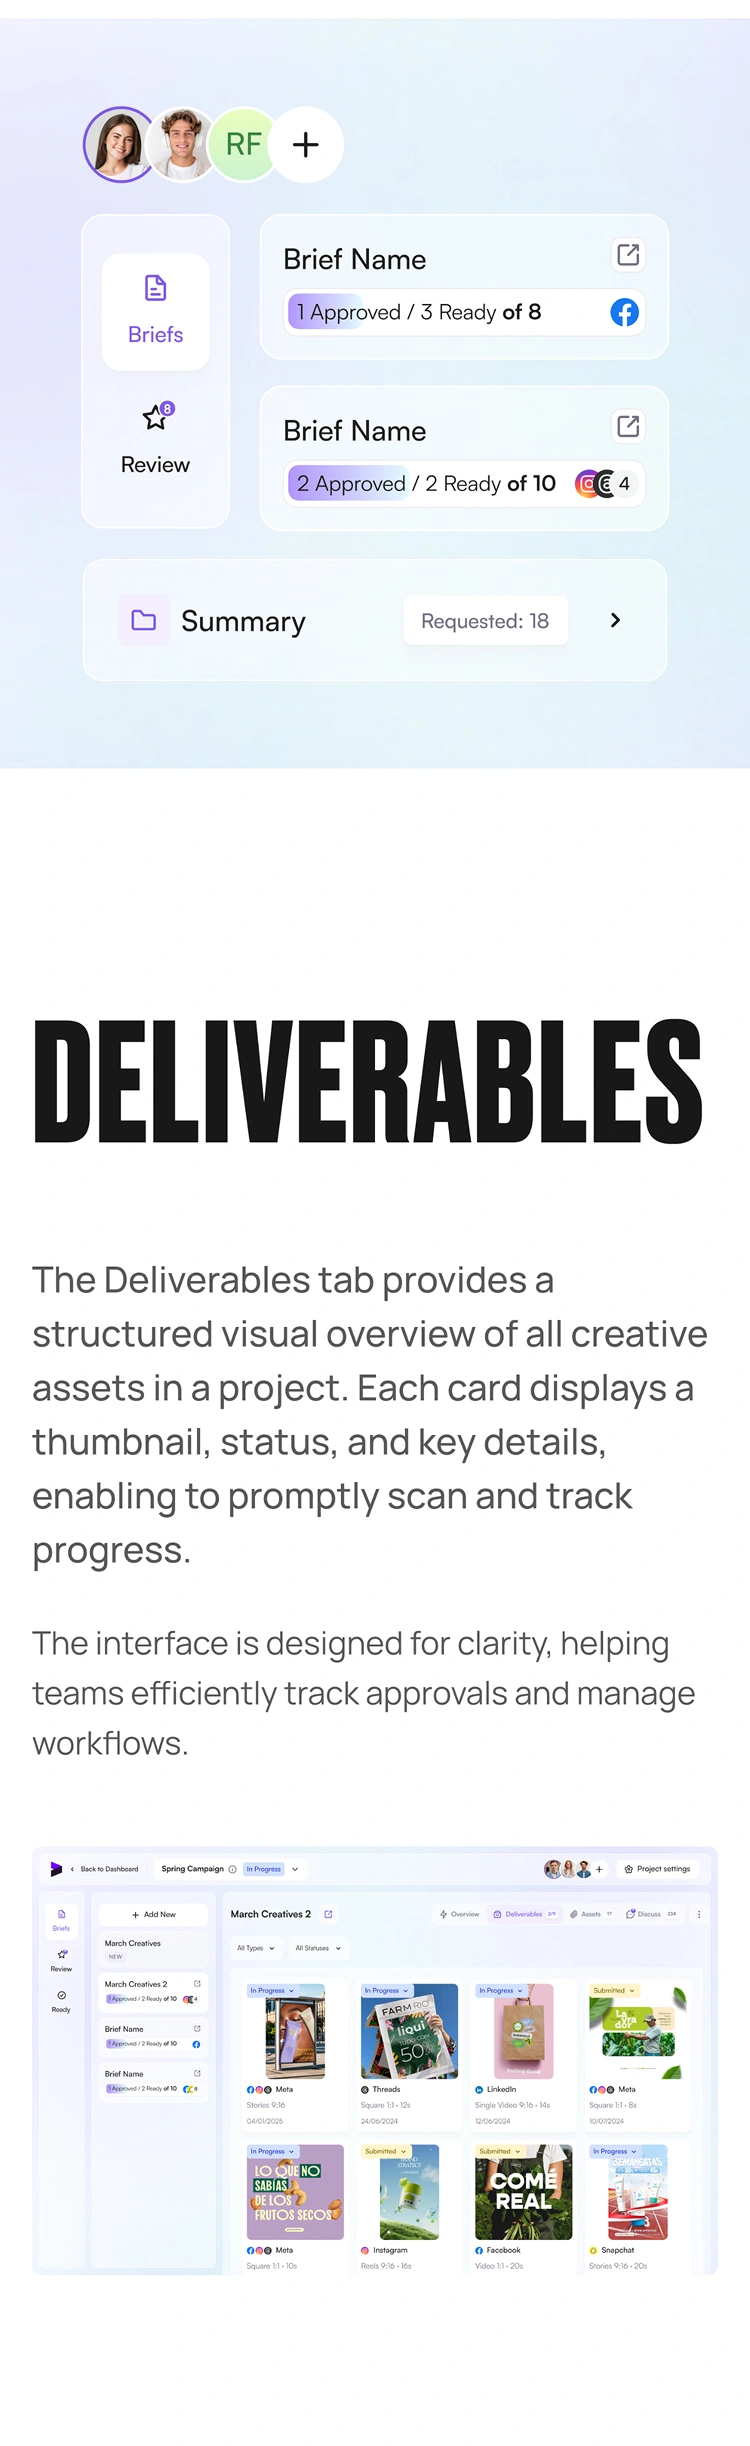 RF
Briefs
8
Review
Brief Name
1 Approved / 3 Ready of 8
Brief Name
2 Approved / 2 Ready of 10
4
Summary
Requested: 18
DELIVERABLES
The Deliverables tab provides a
structured visual overview of all creative
assets in a project. Each card displays a
thumbnail, status, and key details,
enabling to promptly scan and track
progress.
The interface is designed for clarity, helping
teams efficiently track approvals and manage
workflows.
Back to Dashboard
Spring Campaign
In Progress
Project settings
Briefs
Review
Ready
Add New
March Creatives
NEW
March Creatives 2
1 Approved / 2 Ready of 10
4
Brief Name
1 Approved / 2 Ready of 10
Brief Name
1 Approved / 2 Ready of 10
8
March Creatives 2
Overview
Deliverables 2/9
Assets 17
Discuss 234
All Types
All Statuses
In Progress
Meta
Stories 9:16
04/01/2025
In Progress
FARM RIO
liqui
50%
Threads
Square 1:1 • 12s
24/06/2024
In Progress
LinkedIn
Single Video 9:16 • 14s
12/06/2024
Submitted
La
vra
dor
Meta
Square 1:1 • 8s
10/07/2024
In Progress
LO QUE NO
SABÍAS
DE LOS
FRUTOS SECOS
Meta
Square 1:1 • 10s
Submitted
STRATEGY
Instagram
Reels 9:16 • 16s
Submitted
COMÉ
REAL
Facebook
Video 1:1 • 20s
In Progress
Snapchat
Stories 9:16 • 20s